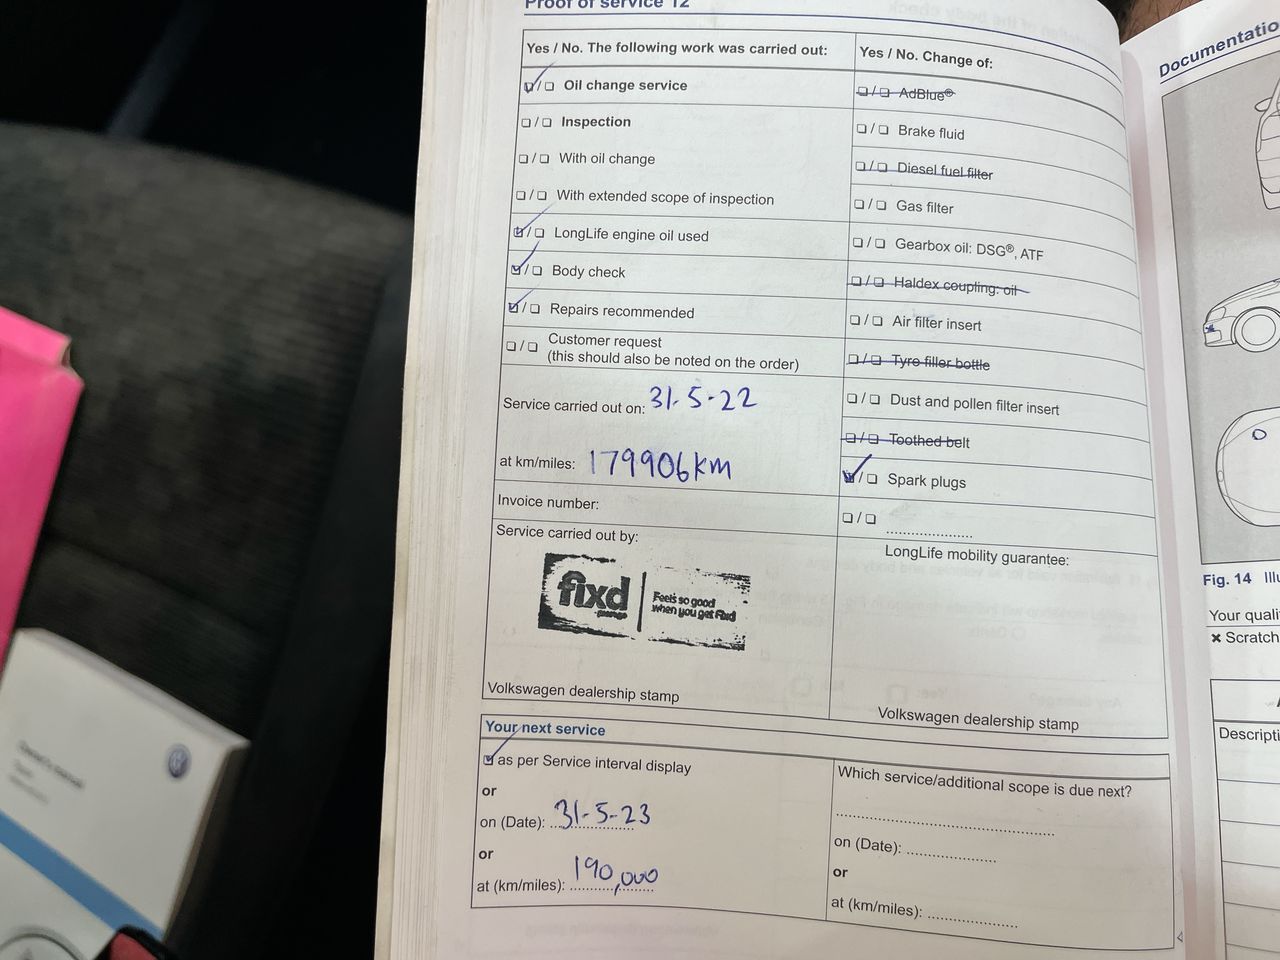 Proof of service 12
Yes / No. The following work was carried out:
☑/☐ Oil change service
☐/☐ Inspection
☐/☐ With oil change
☐/☐ With extended scope of inspection
☑/☐ LongLife engine oil used
☑/☐ Body check
☑/☐ Repairs recommended
☐/☐ Customer request
(this should also be noted on the order)
Service carried out on: 31-5-22
at km/miles: 179906km
Invoice number:
Service carried out by:
fixd
Feels so good
when you get Fixd
Volkswagen dealership stamp
Yes / No. Change of:
☐/☐ AdBlue®
☐/☐ Brake fluid
☐/☐ Diesel fuel filter
☐/☐ Gas filter
☐/☐ Gearbox oil: DSG®, ATF
☐/☐ Haldex coupling: oil
☐/☐ Air filter insert
☐/☐ Tyre filler bottle
☐/☐ Dust and pollen filter insert
☐/☐ Toothed belt
☑/☐ Spark plugs
☐/☐ ......................
LongLife mobility guarantee:
Volkswagen dealership stamp
Your next service
☑ as per Service interval display
or
on (Date): 31-5-23
or
at (km/miles): 190,000
Which service/additional scope is due next?
......................................................
on (Date): ......................
or
at (km/miles): ......................
Documentatio
Fig. 14
Your quali
× Scratch
Descripti